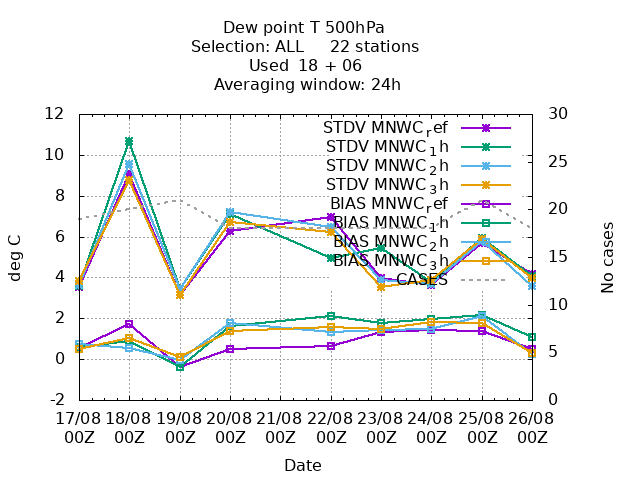 Dew point T 500hPa
Selection: ALL 22 stations
Used 18 + 06
Averaging window: 24h
12
10
8
6
4
2
0
-2
deg C
30
25
20
15
10
5
0
No cases
STDV MNWC_ref
STDV MNWC_1h
STDV MNWC_2h
STDV MNWC_3h
BIAS MNWC_ref
BIAS MNWC_1h
BIAS MNWC_2h
BIAS MNWC_3h
CASES
17/08 18/08 19/08 20/08 21/08 22/08 23/08 24/08 25/08 26/08
00Z 00Z 00Z 00Z 00Z 00Z 00Z 00Z 00Z 00Z
Date